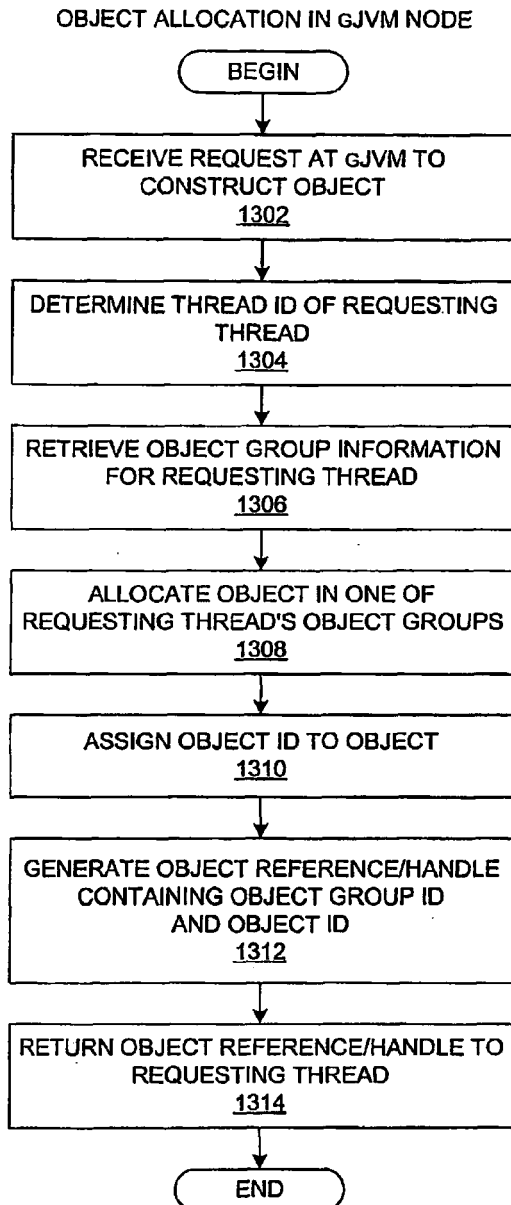 OBJECT ALLOCATION IN GJVM NODE
BEGIN
RECEIVE REQUEST AT GJVM TO
CONSTRUCT OBJECT
1302
DETERMINE THREAD ID OF REQUESTING
THREAD
1304
RETRIEVE OBJECT GROUP INFORMATION
FOR REQUESTING THREAD
1306
ALLOCATE OBJECT IN ONE OF
REQUESTING THREAD'S OBJECT GROUPS
1308
ASSIGN OBJECT ID TO OBJECT
1310
GENERATE OBJECT REFERENCE/HANDLE
CONTAINING OBJECT GROUP ID
AND OBJECT ID
1312
RETURN OBJECT REFERENCE/HANDLE TO
REQUESTING THREAD
1314
END